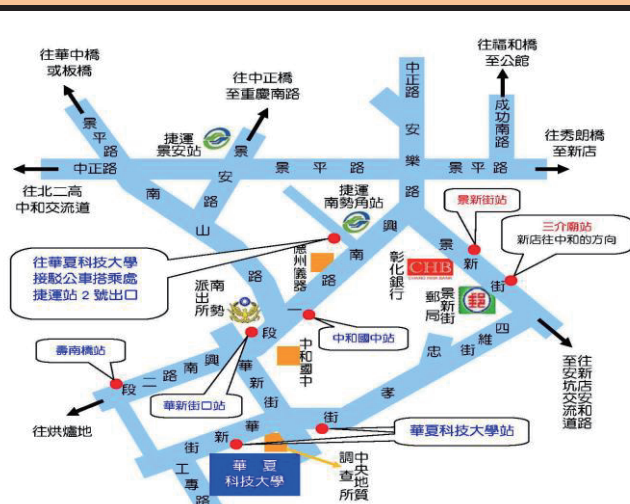 往華中橋
或板橋
往中正橋
至重慶南路
往福和橋
至公館
中正路
安樂路
成功南路
景平路
捷運
景安站
景安路
中正路
景平路
景平路
往秀朗橋
至新店
往北二高
中和交流道
南山路
捷運
南勢角站
景新街站
三介廟站
新店往中和的方向
往華夏科技大學
接駁公車搭乘處
捷運站 2 號出口
應州儀器
興南路一段
彰化銀行
CHB
CHANG HWA BANK
景新街
景新街
郵局
南勢
派出所
中和國中站
中和國中
四維街
忠孝街
往新店安和路
至安坑交流道
壽南橋站
興南路二段
華新街
華新街口站
往烘爐地
華夏科技大學站
華新街
工專路
華夏
科技大學
中央地質
調查所